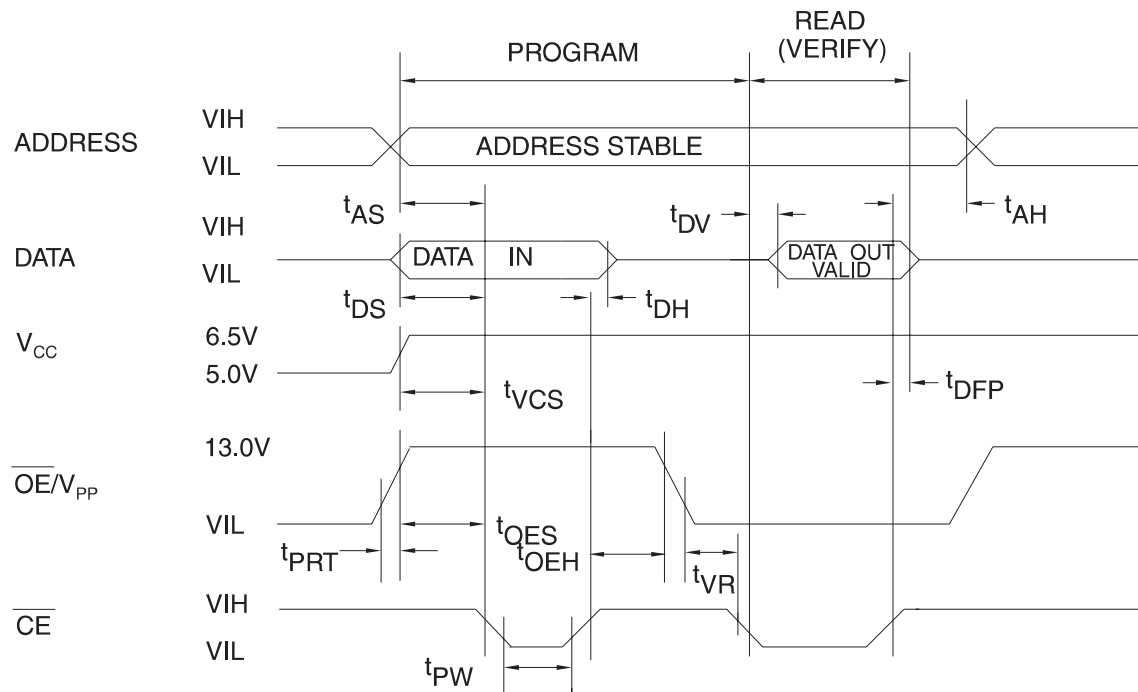 READ
(VERIFY)
PROGRAM
VIH
ADDRESS
VIL
ADDRESS STABLE
tAS
tDV
tAH
VIH
DATA
VIL
DATA IN
DATA OUT
VALID
tDS
tDH
6.5V
VCC
5.0V
tVCS
tDFP
13.0V
OE/VPP
VIL
tOES
tPRT
tOEH
tVR
VIH
CE
VIL
tPW